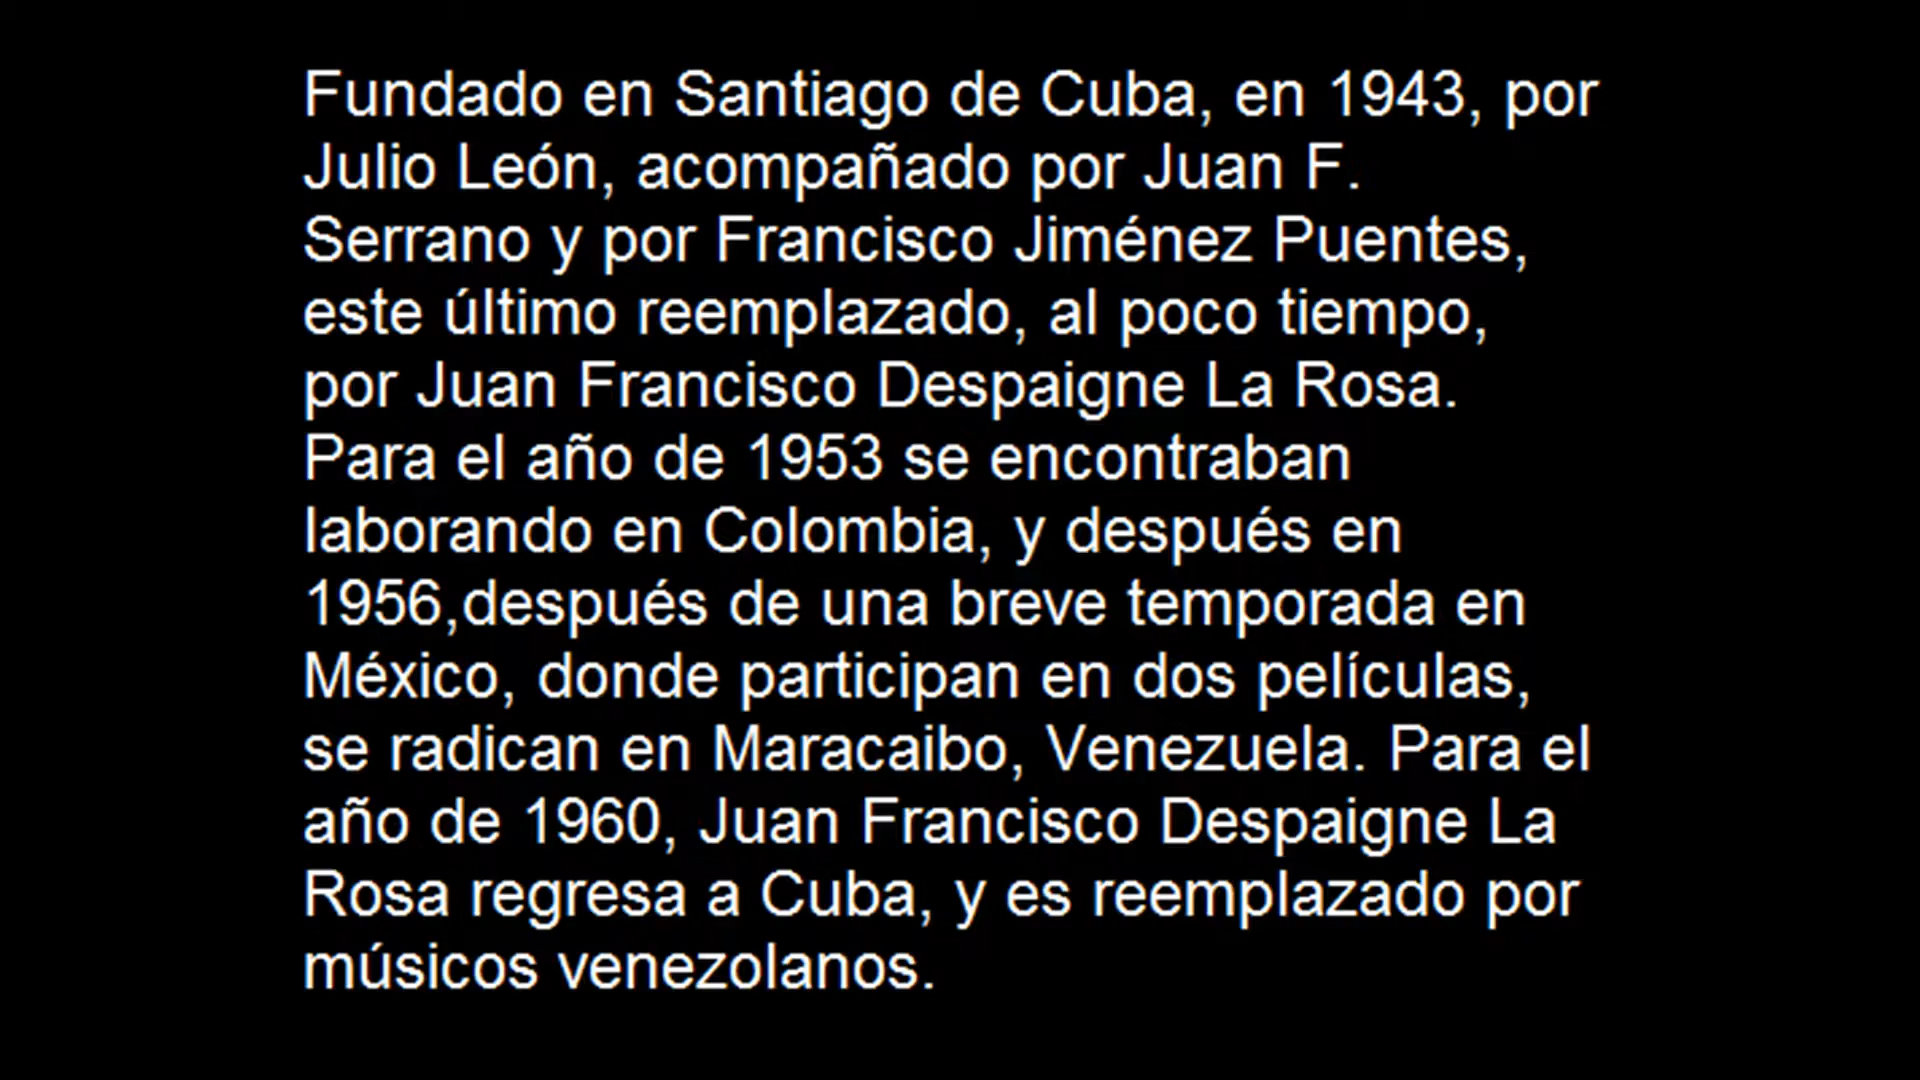 Fundado en Santiago de Cuba, en 1943, por
Julio León, acompañado por Juan F.
Serrano y por Francisco Jiménez Puentes,
este último reemplazado, al poco tiempo,
por Juan Francisco Despaigne La Rosa.
Para el año de 1953 se encontraban
laborando en Colombia, y después en
1956,después de una breve temporada en
México, donde participan en dos películas,
se radican en Maracaibo, Venezuela. Para el
año de 1960, Juan Francisco Despaigne La
Rosa regresa a Cuba, y es reemplazado por
músicos venezolanos.